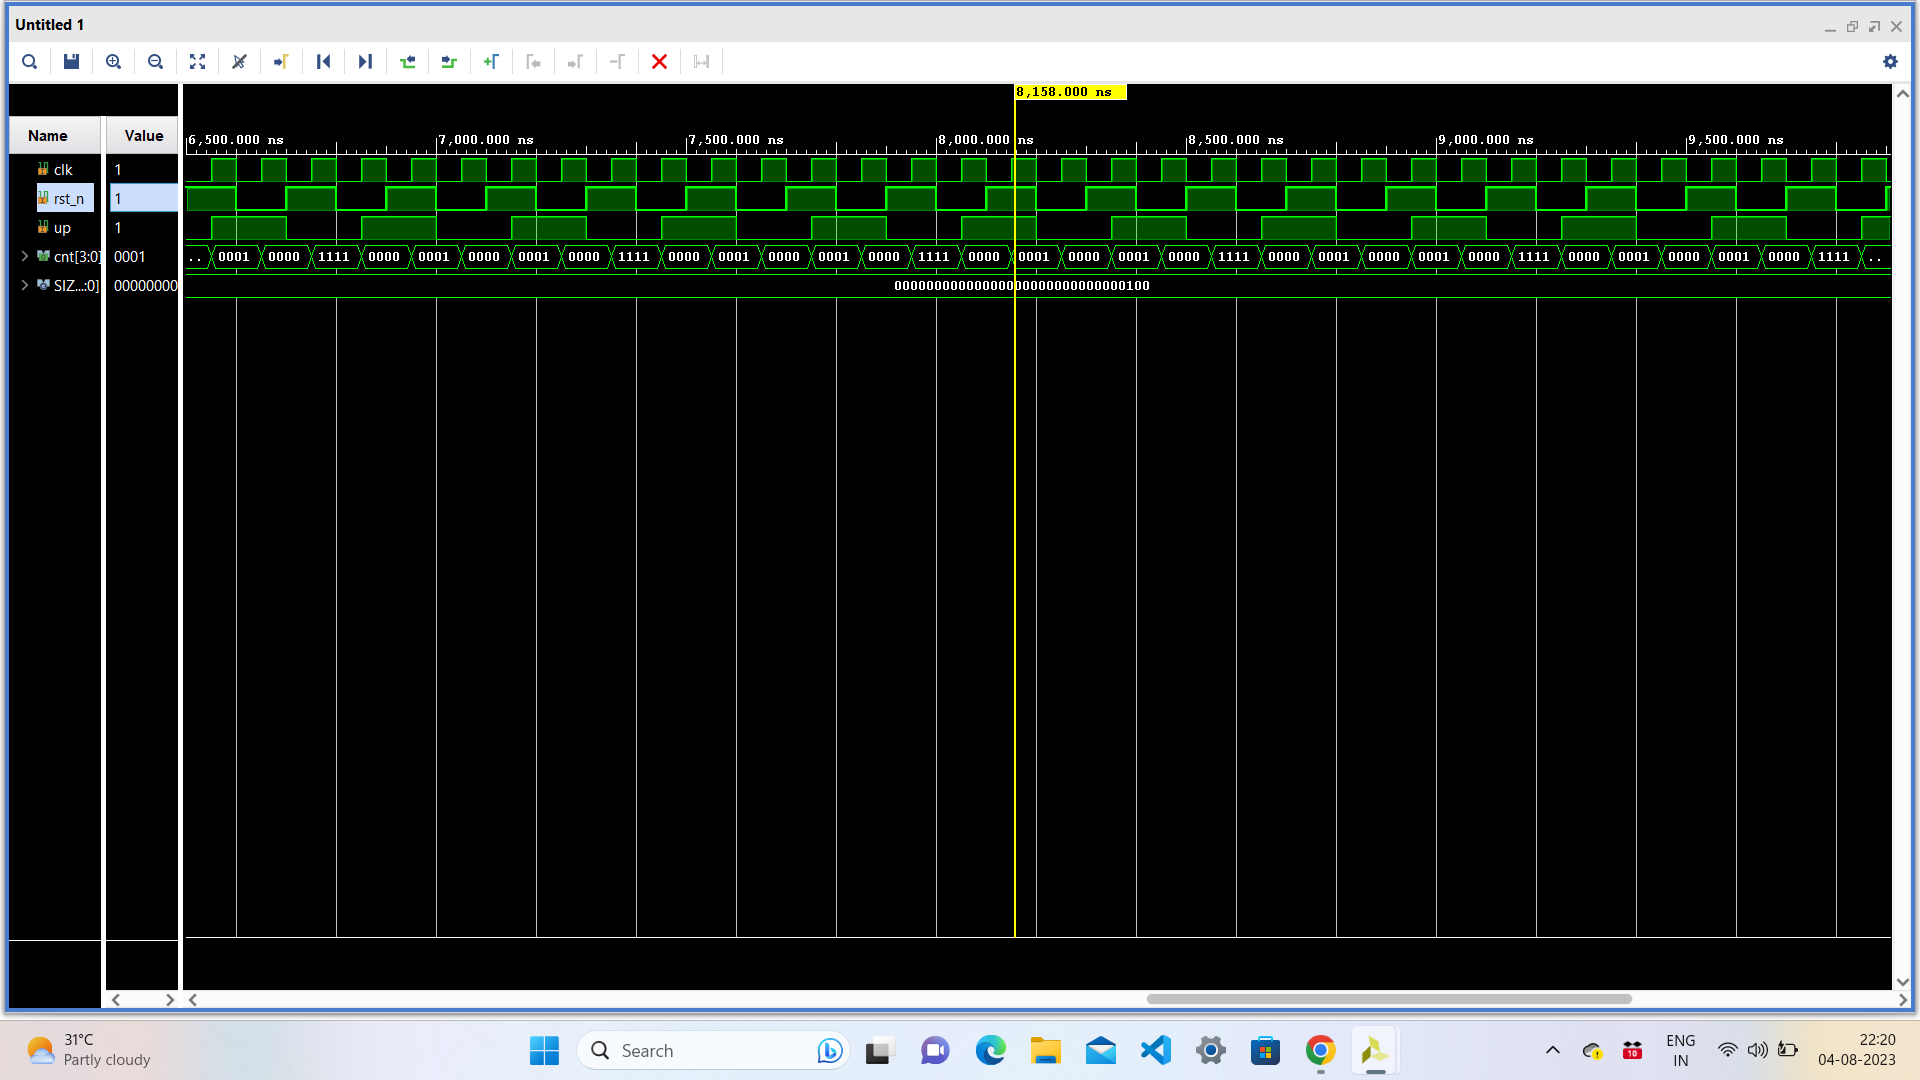 Untitled 1
8,158.000 ns
Name
Value
6,500.000 ns
7,000.000 ns
7,500.000 ns
8,000.000 ns
8,500.000 ns
9,000.000 ns
9,500.000 ns
clk
1
rst_n
1
up
1
cnt[3:0]
0001
.. 0001 0000 1111 0000 0001 0000 0001 0000 1111 0000 0001 0000 0001 0000 1111 0000 0001 0000 0001 0000 1111 0000 0001 0000 0001 0000 1111 0000 0001 0000 0001 0000 1111 ..
SIZ...:0]
00000000
00000000000000000000000000000100
31°C
Partly cloudy
Search
10
ENG
IN
22:20
04-08-2023